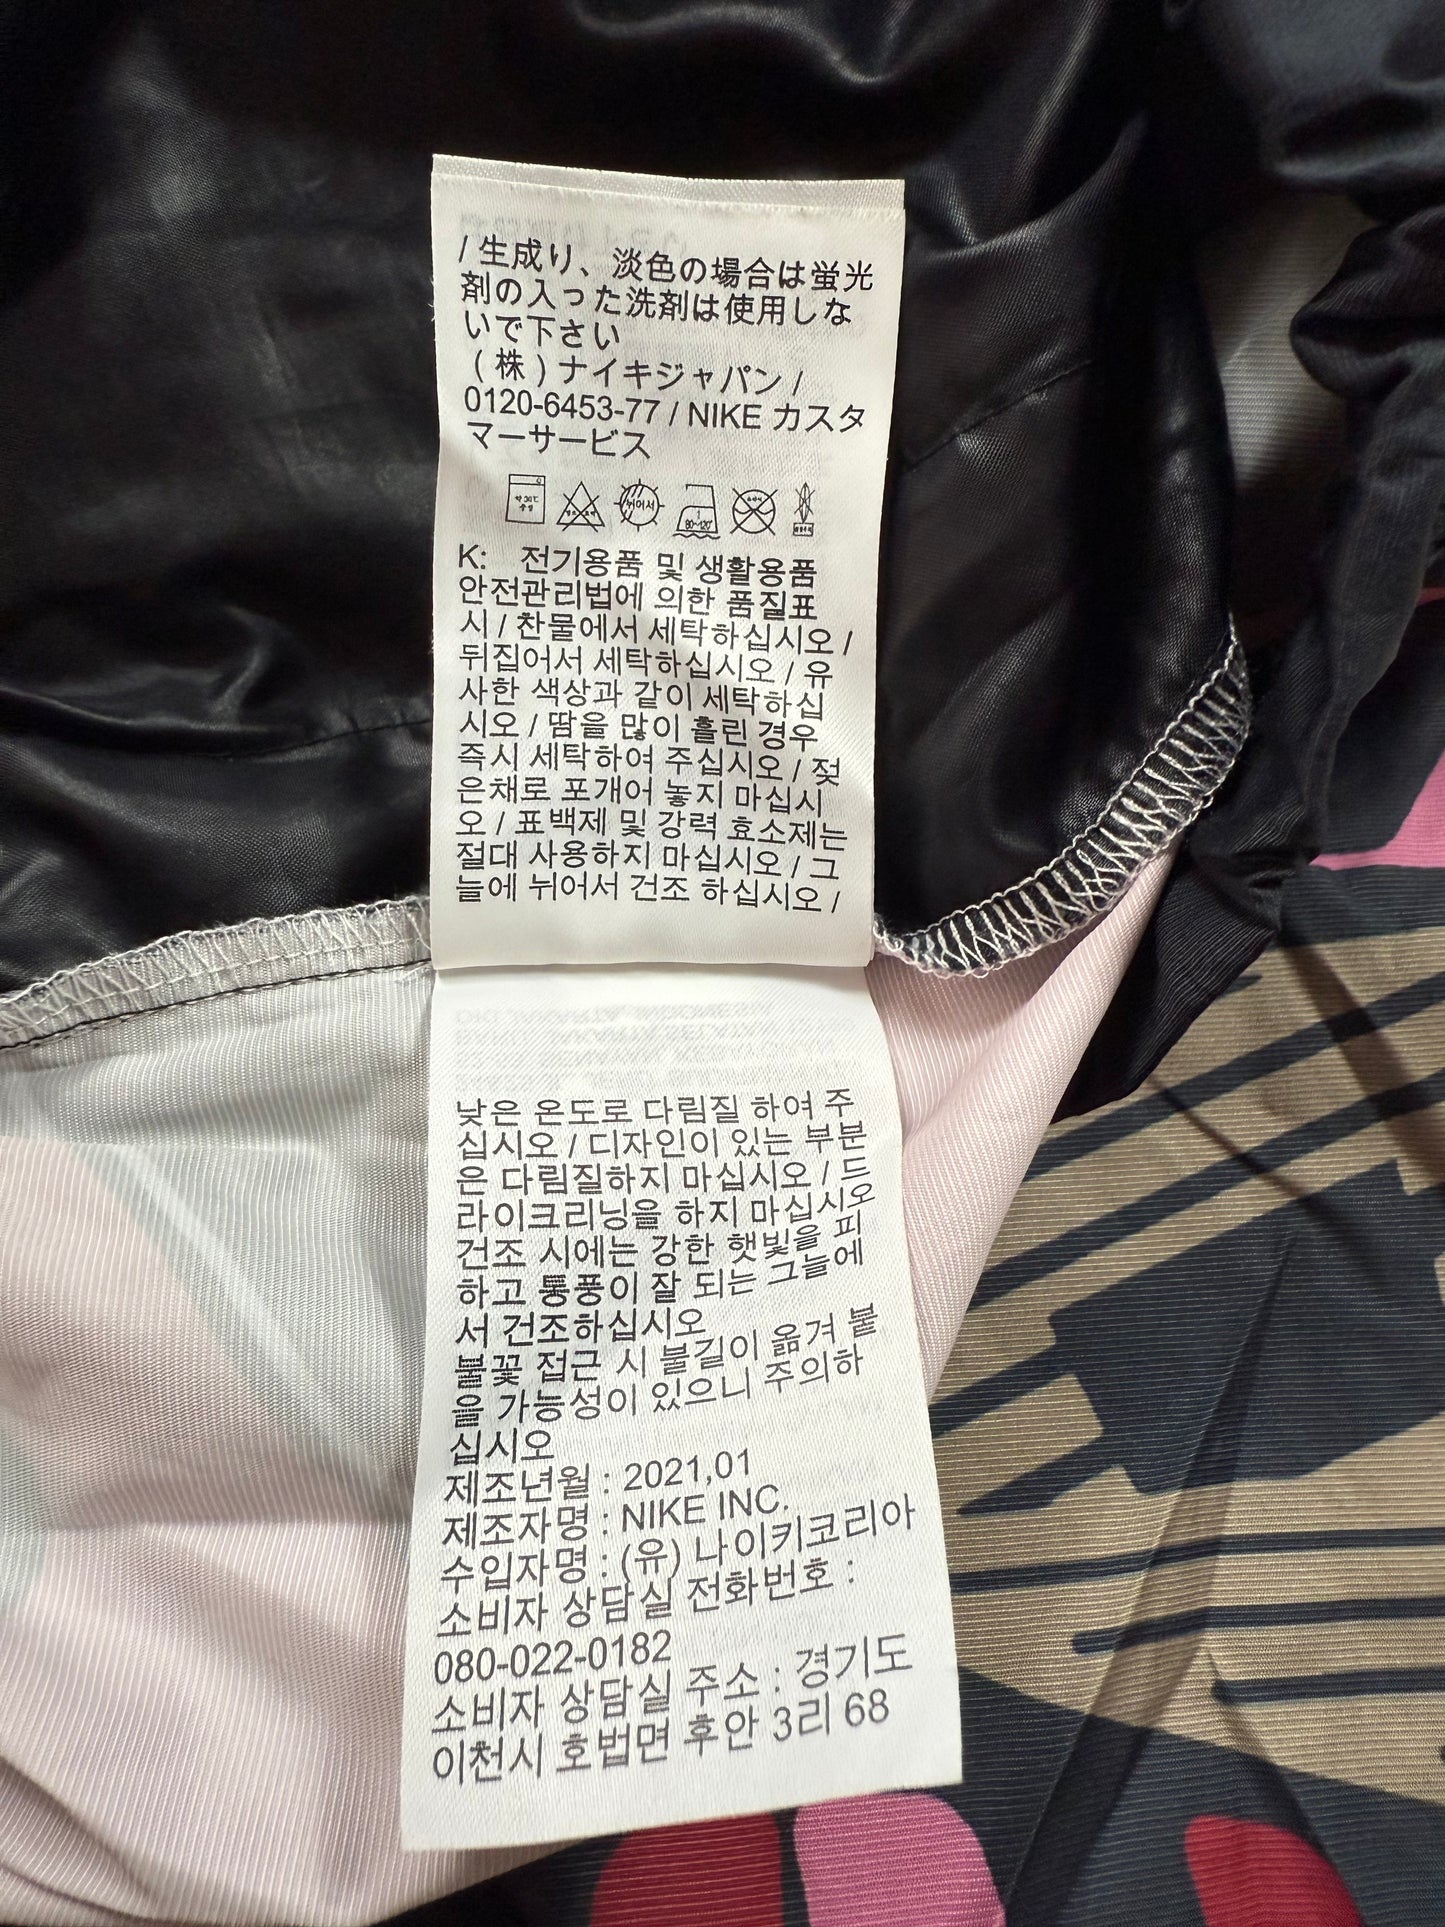 / 生成り、淡色の場合は蛍光
剤の入った洗剤は使用しな
いで下さい
( 株 ) ナイキジャパン /
0120-6453-77 / NIKE カスタ
マーサービス
약 30℃
중성
뉘어서
80~120
K: 전기용품 및 생활용품
안전관리법에 의한 품질표
시 / 찬물에서 세탁하십시오 /
뒤집어서 세탁하십시오 / 유
사한 색상과 같이 세탁하십
시오 / 땀을 많이 흘린 경우
즉시 세탁하여 주십시오 / 젖
은채로 포개어 놓지 마십시
오 / 표백제 및 강력 효소제는
절대 사용하지 마십시오 / 그
늘에 뉘어서 건조 하십시오 /
낮은 온도로 다림질 하여 주
십시오 / 디자인이 있는 부분
은 다림질하지 마십시오 / 드
라이크리닝을 하지 마십시오
건조 시에는 강한 햇빛을 피
하고 통풍이 잘 되는 그늘에
서 건조하십시오
불꽃 접근 시 불길이 옮겨 붙
을 가능성이 있으니 주의하
십시오
제조년월 : 2021,01
제조자명 : NIKE INC.
수입자명 : (유) 나이키코리아
소비자 상담실 전화번호 :
080-022-0182
소비자 상담실 주소 : 경기도
이천시 호법면 후안 3리 68